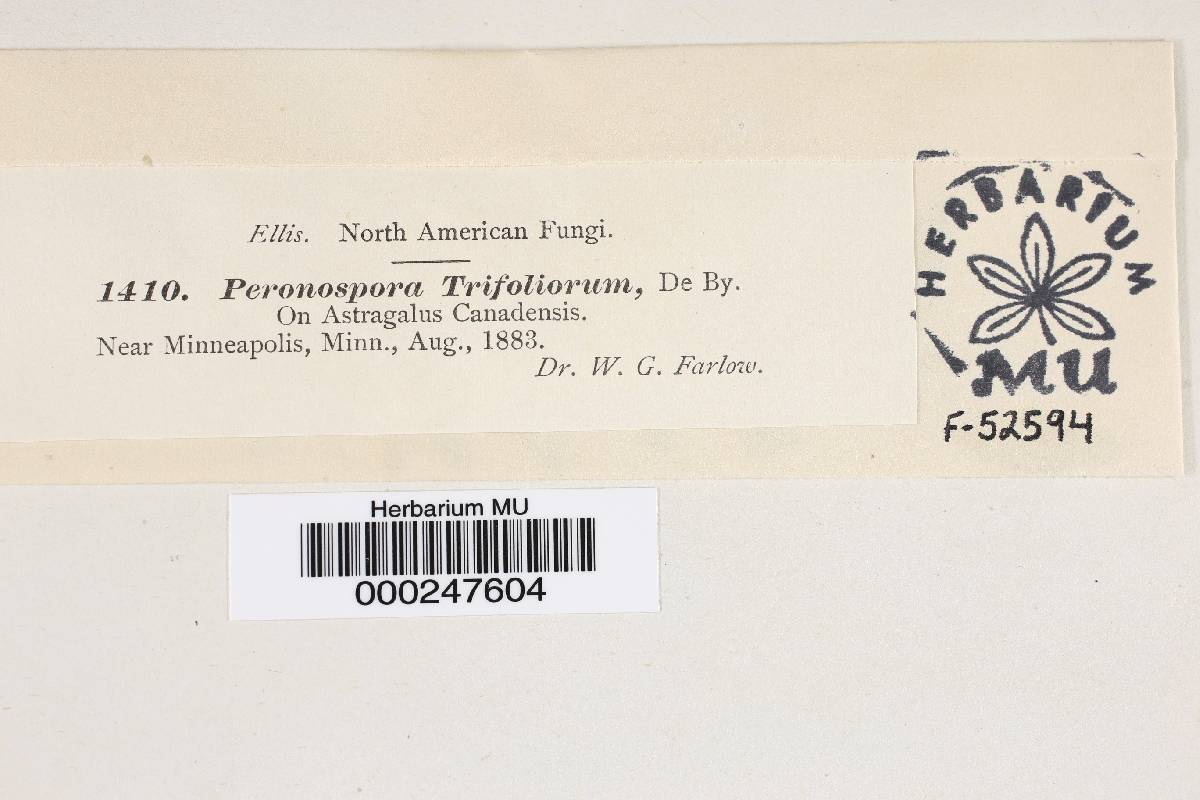 Ellis. North American Fungi.
1410. Peronospora Trifoliorum, De By.
On Astragalus Canadensis.
Near Minneapolis, Minn., Aug., 1883.
Dr. W. G. Farlow.
HERBARIUM
MU
F-52594
Herbarium MU
000247604